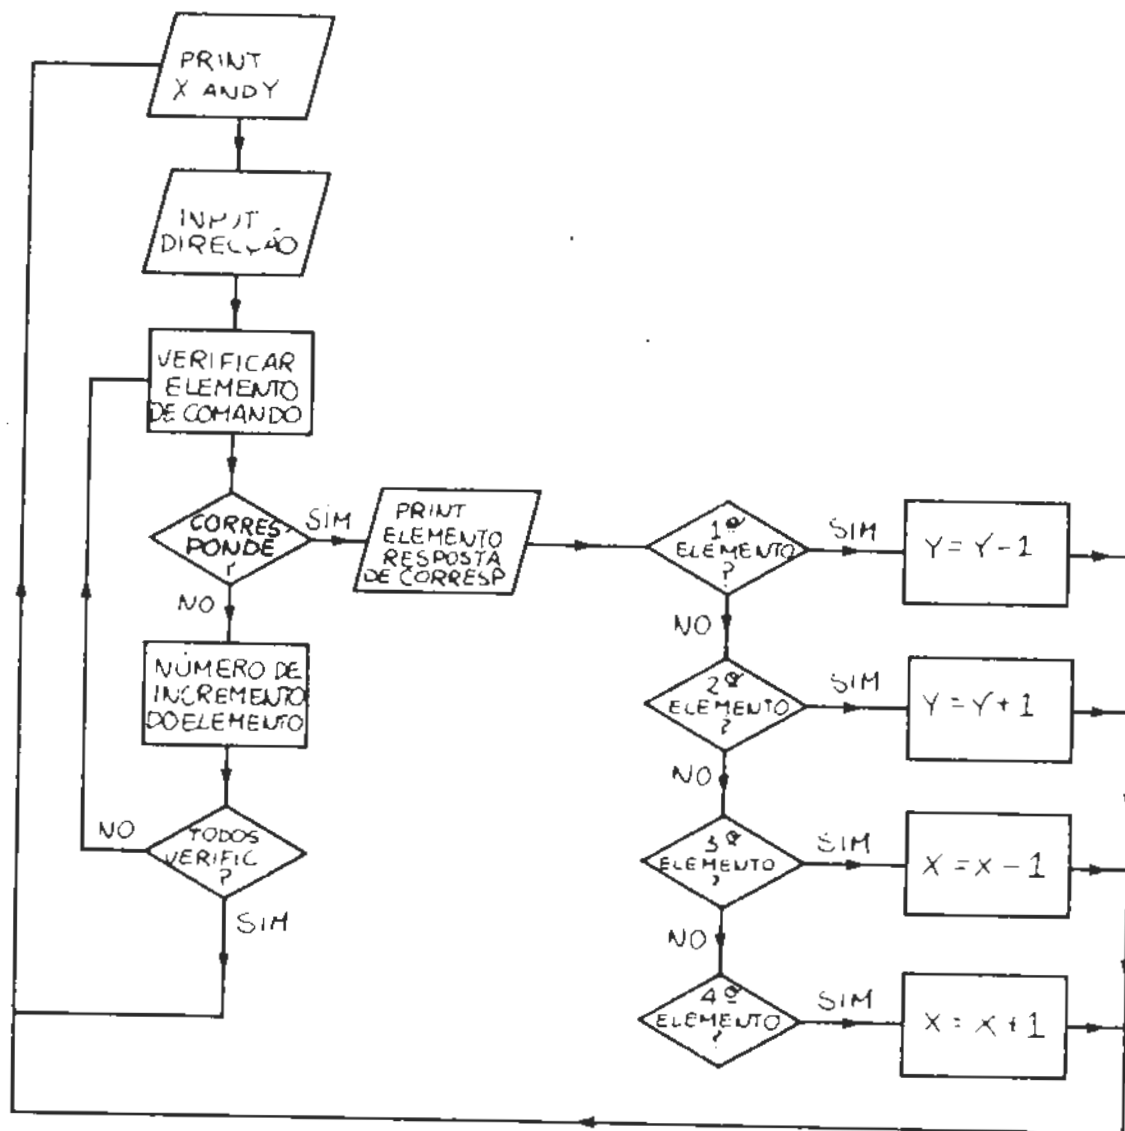 PRINT
X AND Y
INPUT
DIRECÇÃO
VERIFICAR
ELEMENTO
DE COMANDO
CORRES-
PONDE
?
SIM
NO
PRINT
ELEMENTO
RESPOSTA
DE CORRESP
NÚMERO DE
INCREMENTO
DO ELEMENTO
TODOS
VERIFIC
?
NO
SIM
1º
ELEMENTO
?
SIM
Y = Y - 1
NO
2º
ELEMENTO
?
SIM
Y = Y + 1
NO
3º
ELEMENTO
?
SIM
X = X - 1
NO
4º
ELEMENTO
?
SIM
X = X + 1